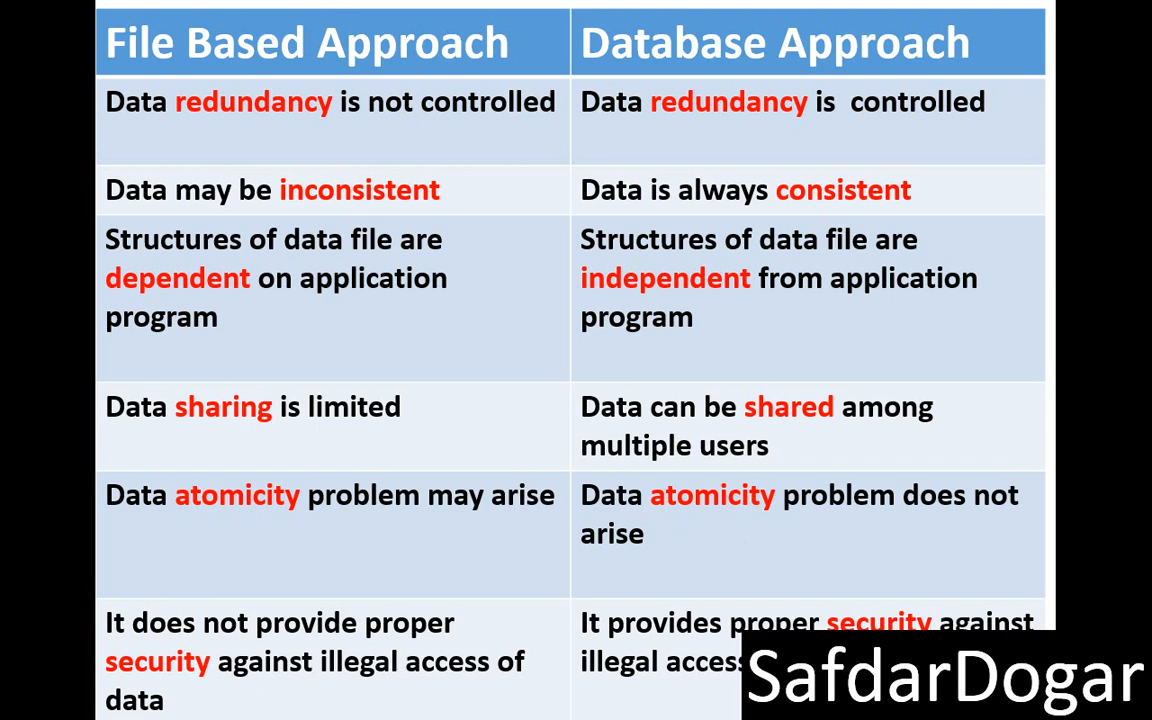 File Based Approach
Database Approach
Data redundancy is not controlled
Data redundancy is controlled
Data may be inconsistent
Data is always consistent
Structures of data file are
dependent on application
program
Structures of data file are
independent from application
program
Data sharing is limited
Data can be shared among
multiple users
Data atomicity problem may arise
Data atomicity problem does not
arise
It does not provide proper
security against illegal access of
data
It provides proper security against
illegal access
SafdarDogar